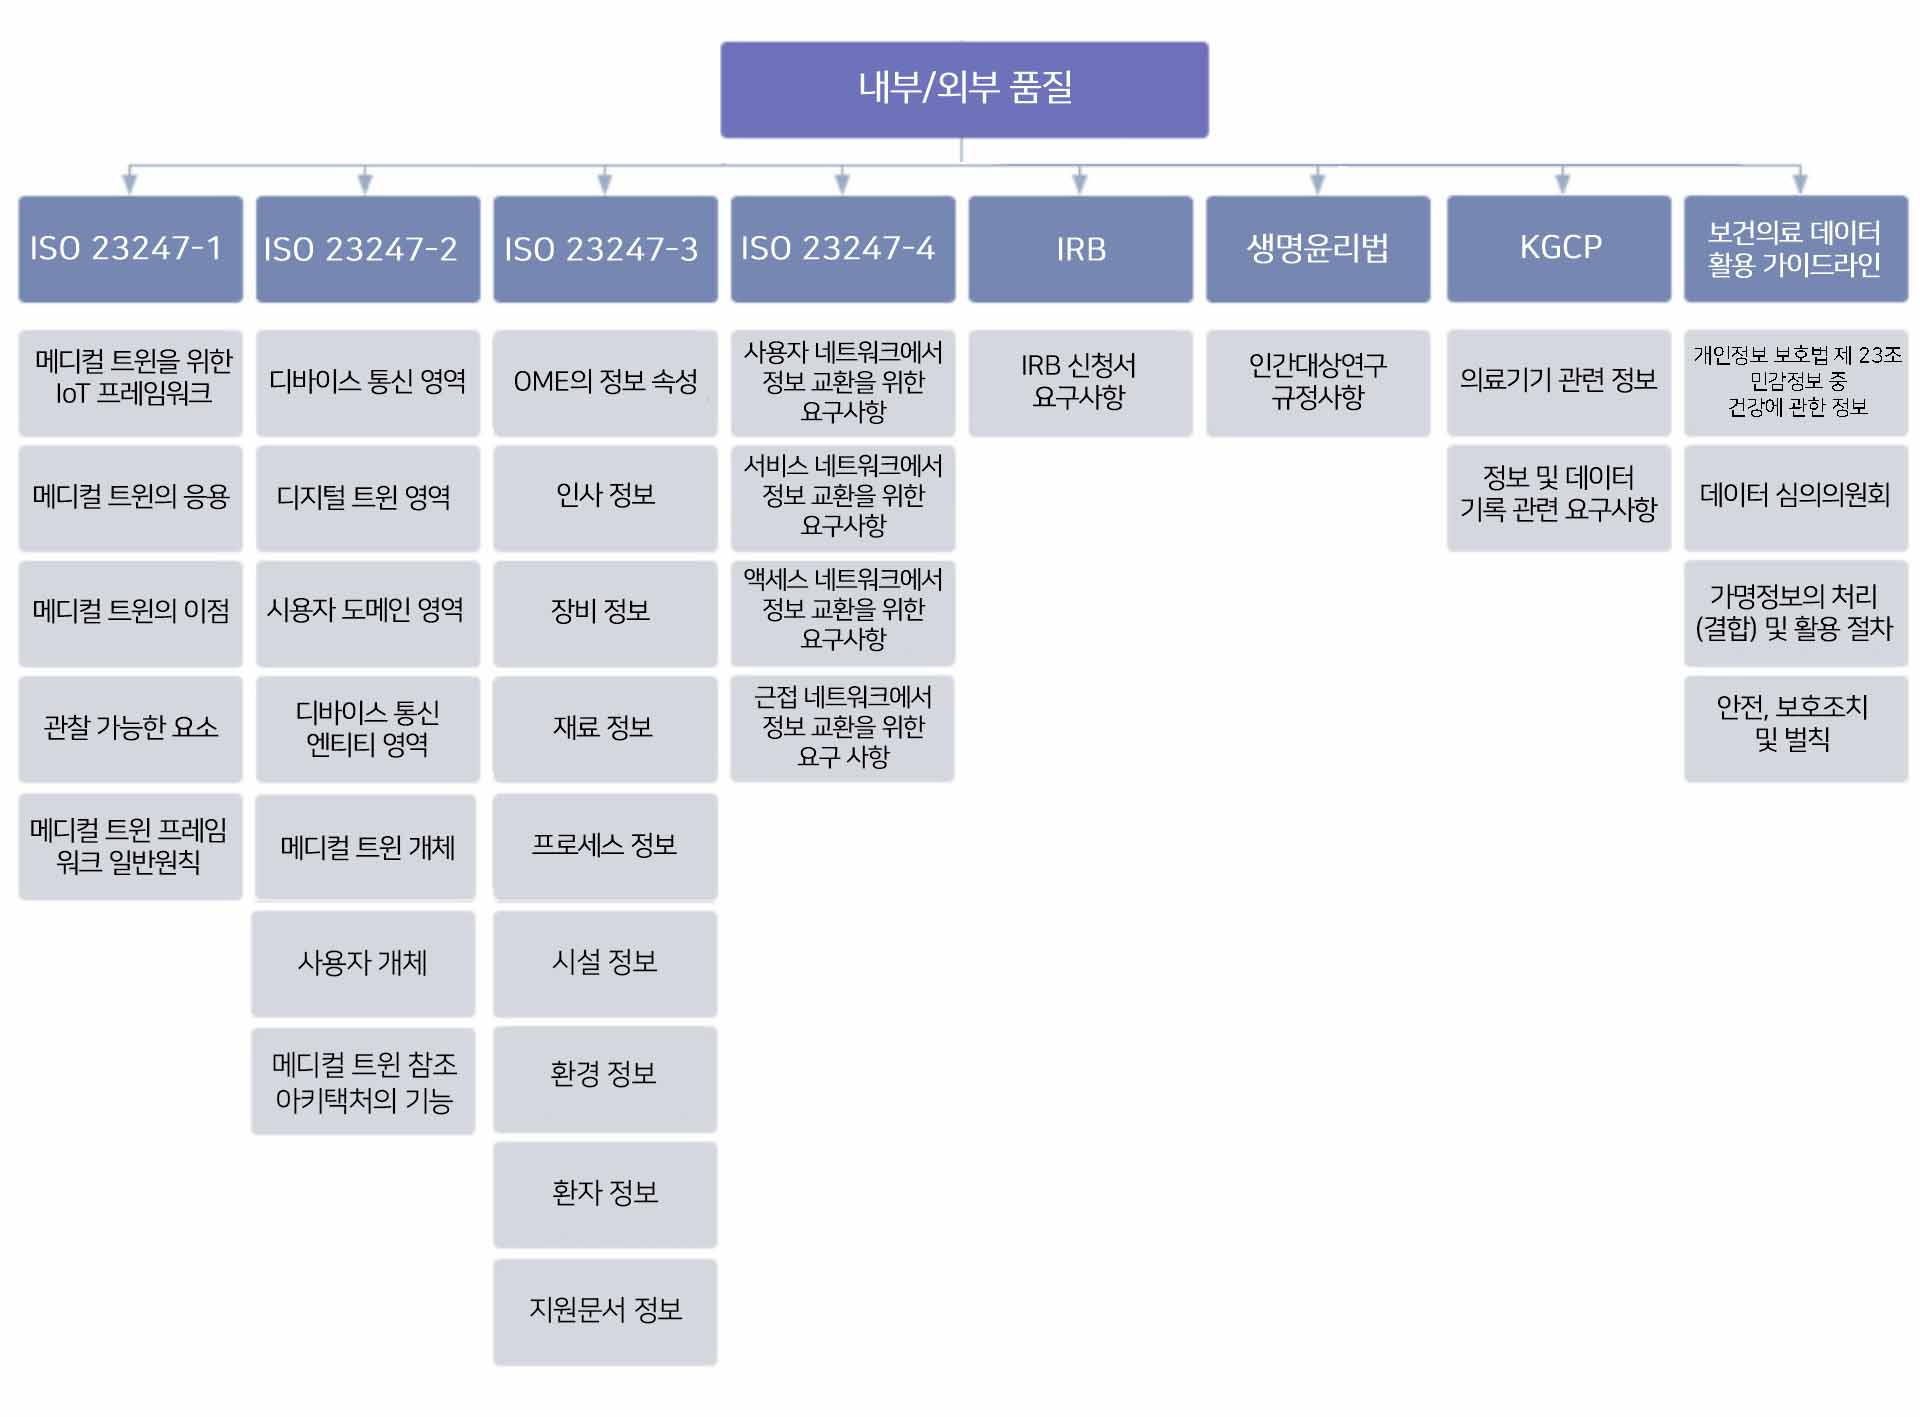 내부/외부 품질
ISO 23247-1
ISO 23247-2
ISO 23247-3
ISO 23247-4
IRB
생명윤리법
KGCP
보건의료 데이터
활용 가이드라인
메디컬 트윈을 위한
IoT 프레임워크
메디컬 트윈의 응용
메디컬 트윈의 이점
관찰 가능한 요소
메디컬 트윈 프레임
워크 일반원칙
디바이스 통신 영역
디지털 트윈 영역
시용자 도메인 영역
디바이스 통신
엔티티 영역
메디컬 트윈 개체
사용자 개체
메디컬 트윈 참조
아키택처의 기능
OME의 정보 속성
인사 정보
장비 정보
재료 정보
프로세스 정보
시설 정보
환경 정보
환자 정보
지원문서 정보
사용자 네트워크에서
정보 교환을 위한
요구사항
서비스 네트워크에서
정보 교환을 위한
요구사항
액세스 네트워크에서
정보 교환을 위한
요구사항
근접 네트워크에서
정보 교환을 위한
요구 사항
IRB 신청서
요구사항
인간대상연구
규정사항
의료기기 관련 정보
정보 및 데이터
기록 관련 요구사항
개인정보 보호법 제 23조
민감정보 중
건강에 관한 정보
데이터 심의의원회
가명정보의 처리
(결합) 및 활용 절차
안전, 보호조치
및 벌칙